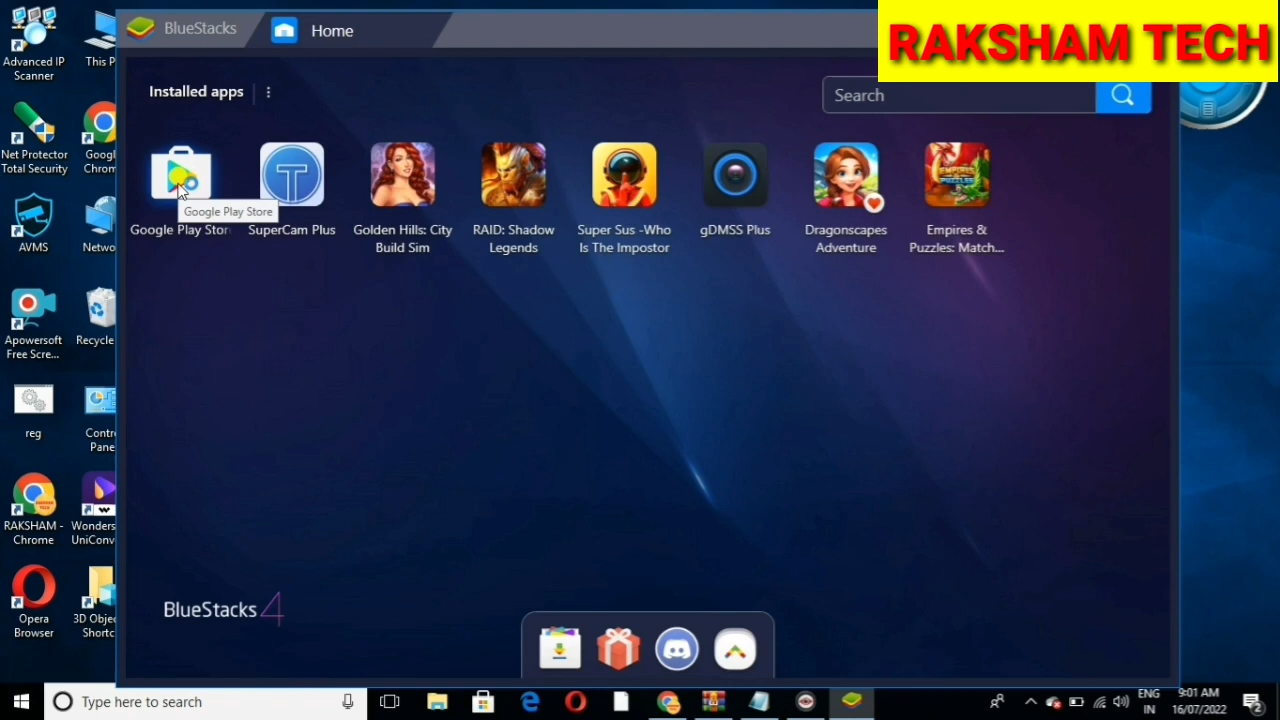 RAKSHAM TECH
BlueStacks
Home
Installed apps
Search
Google Play Store
Google Play Stor
SuperCam Plus
Golden Hills: City
Build Sim
RAID: Shadow
Legends
Super Sus -Who
Is The Impostor
gDMSS Plus
Dragonscapes
Adventure
EMPIRES
PUZZLES
Empires &
Puzzles: Match...
BlueStacks 4
Advanced IP
Scanner
This P
Net Protector
Total Security
Googl
Chrom
AVMS
Netwo
Apowersoft
Free Scre...
Recycle
reg
Contr
Pane
RAKSHAM -
Chrome
Wonders
UniConv
Opera
Browser
3D Objec
Shortc
Type here to search
ENG
IN
9:01 AM
16/07/2022
2